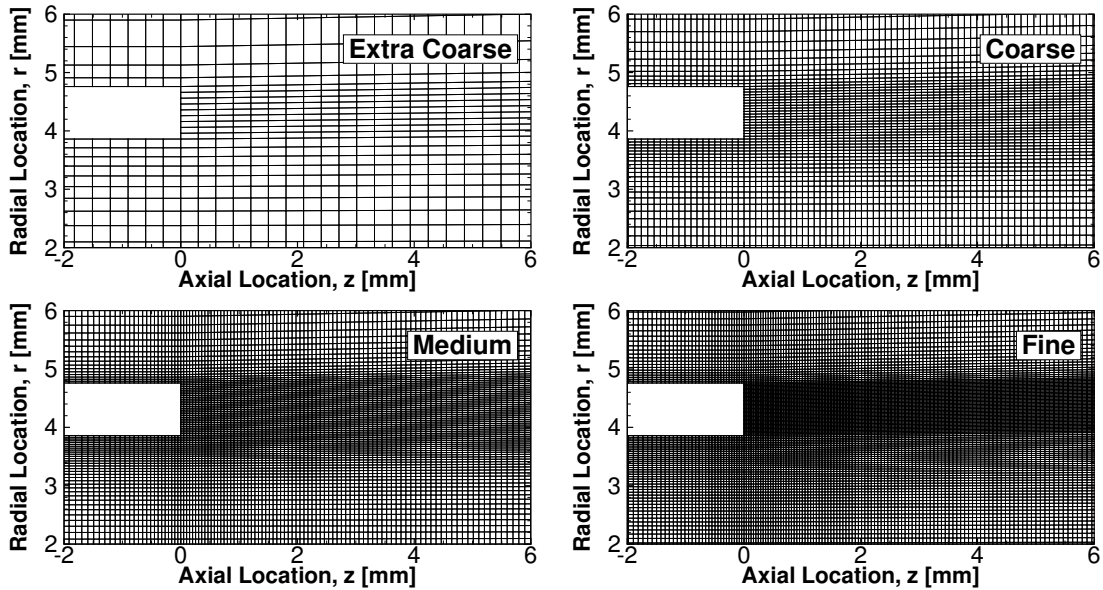 6
5
4
3
2
Radial Location, r [mm]
Extra Coarse
-2 0 2 4 6
Axial Location, z [mm]
6
5
4
3
2
Radial Location, r [mm]
Coarse
-2 0 2 4 6
Axial Location, z [mm]
6
5
4
3
2
Radial Location, r [mm]
Medium
-2 0 2 4 6
Axial Location, z [mm]
6
5
4
3
2
Radial Location, r [mm]
Fine
-2 0 2 4 6
Axial Location, z [mm]